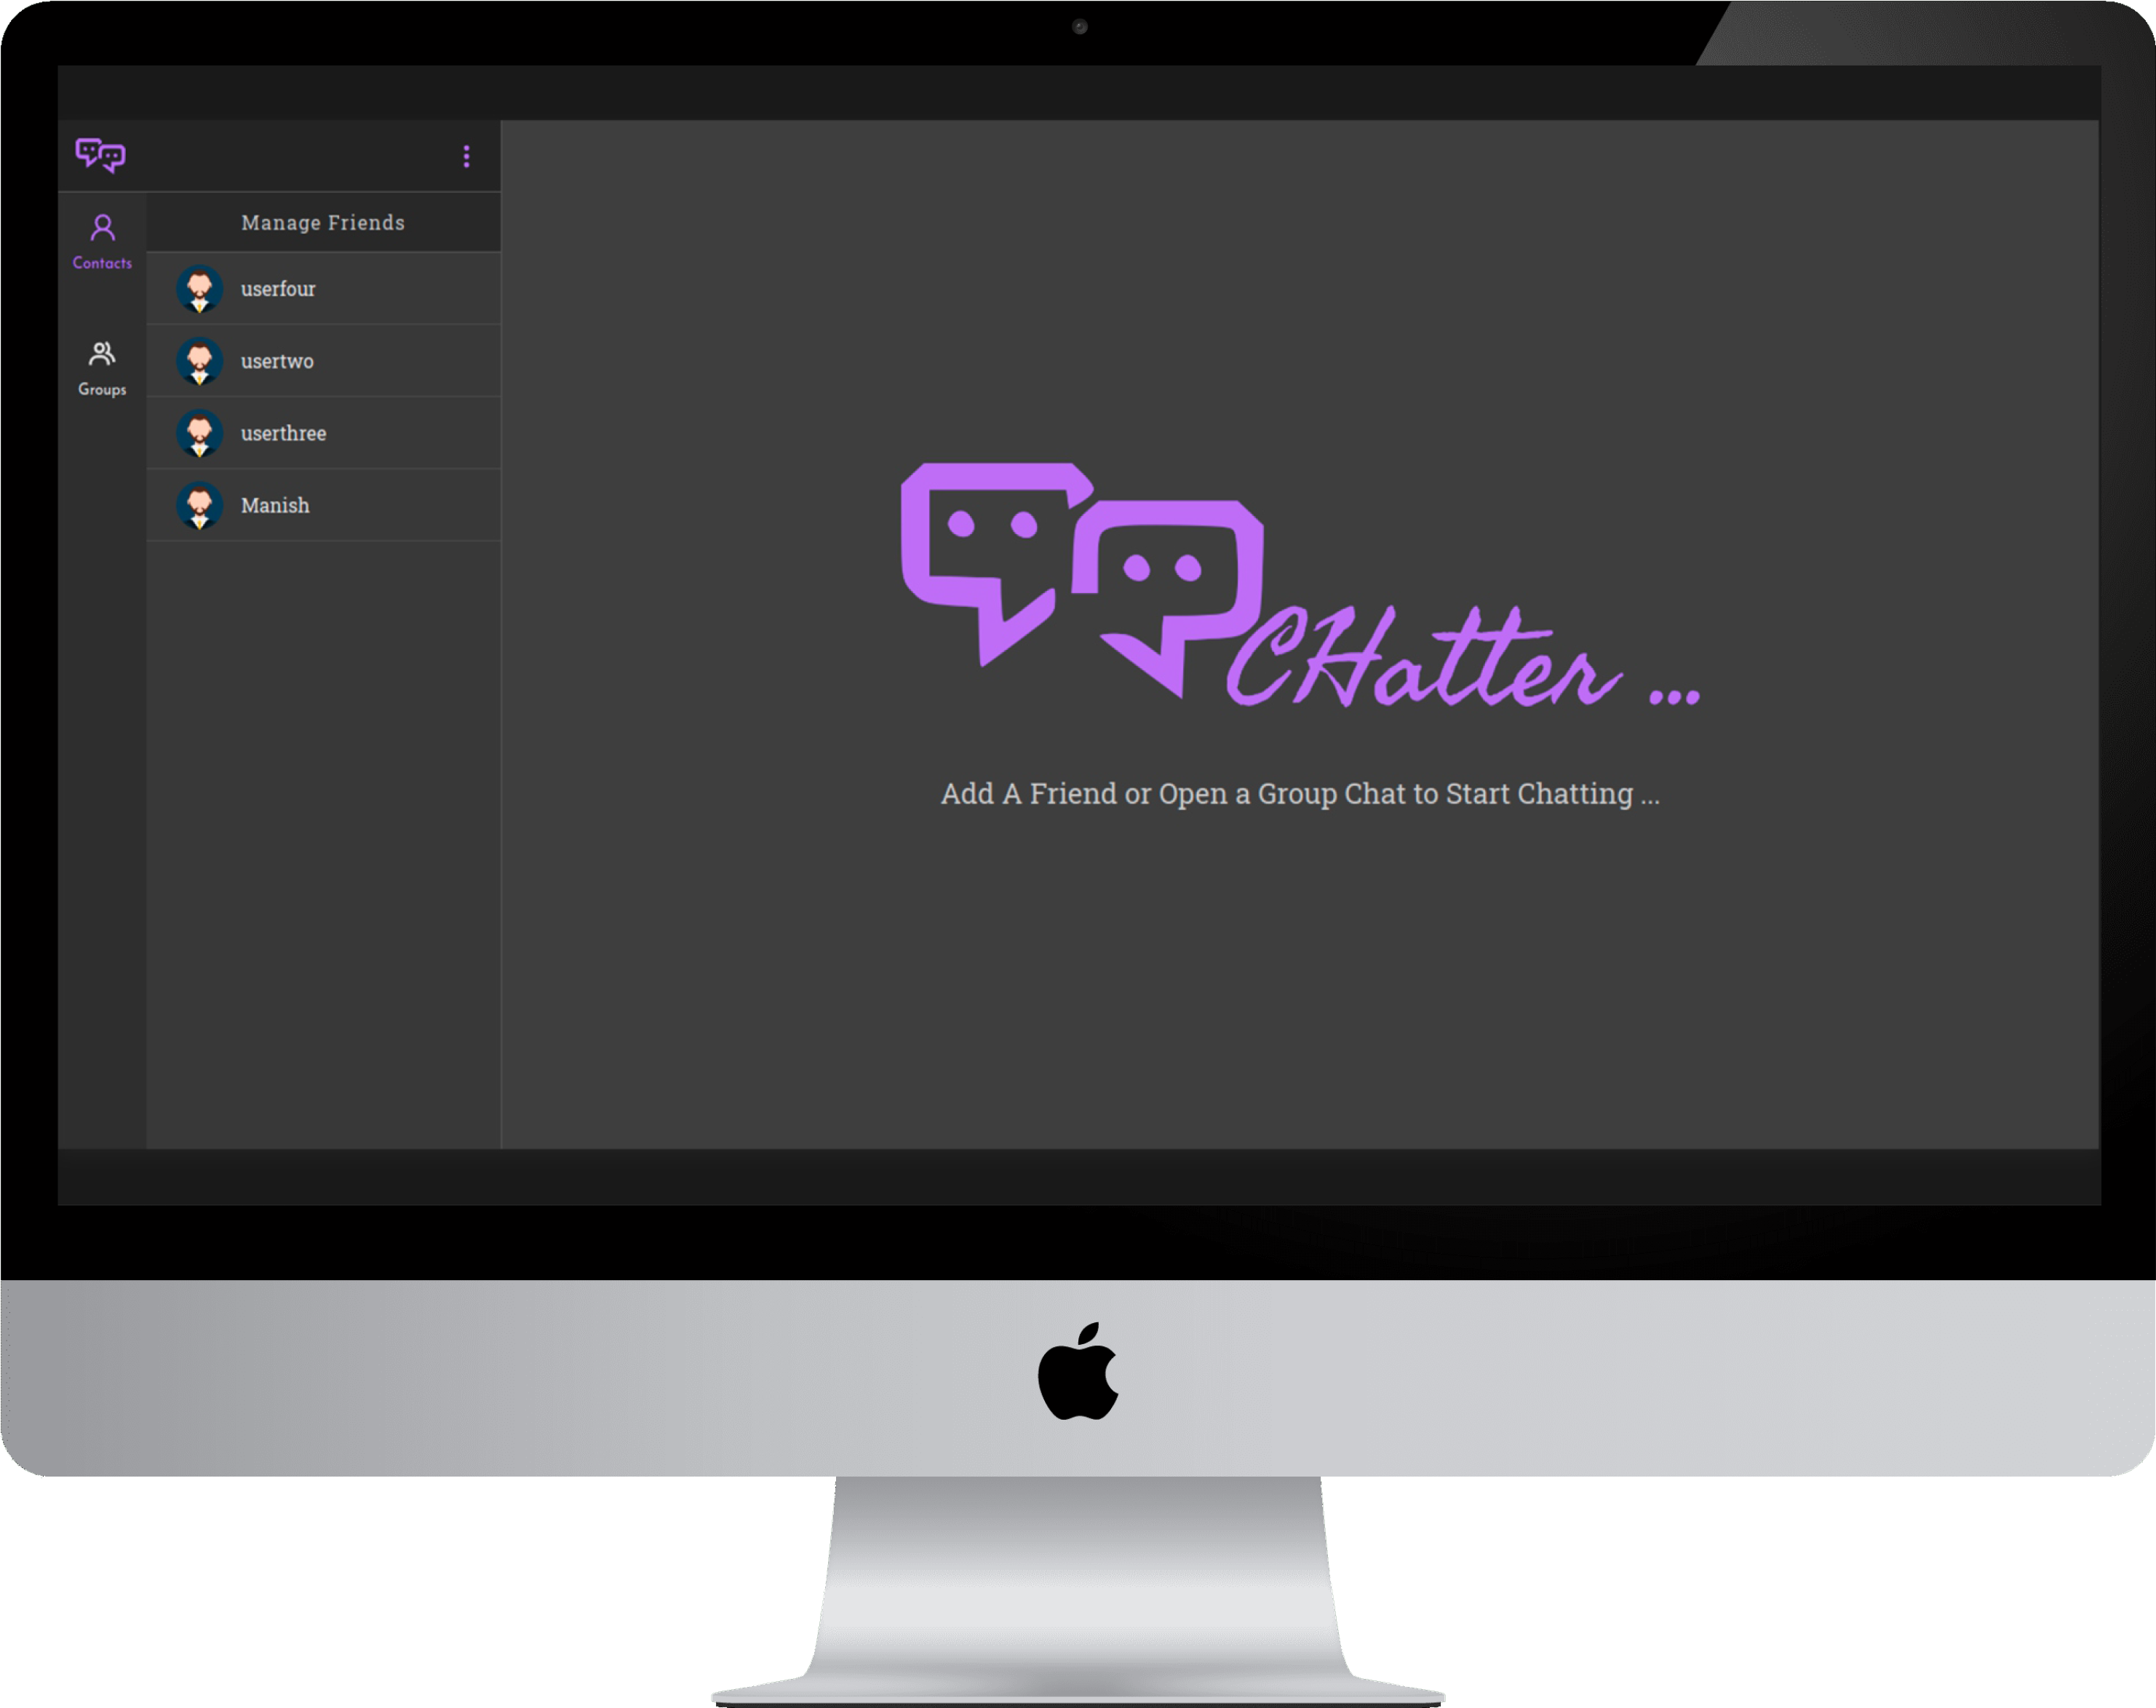 Manage Friends
Contacts
userfour
usertwo
Groups
userthree
Manish
CHatter ...
Add A Friend or Open a Group Chat to Start Chatting ...